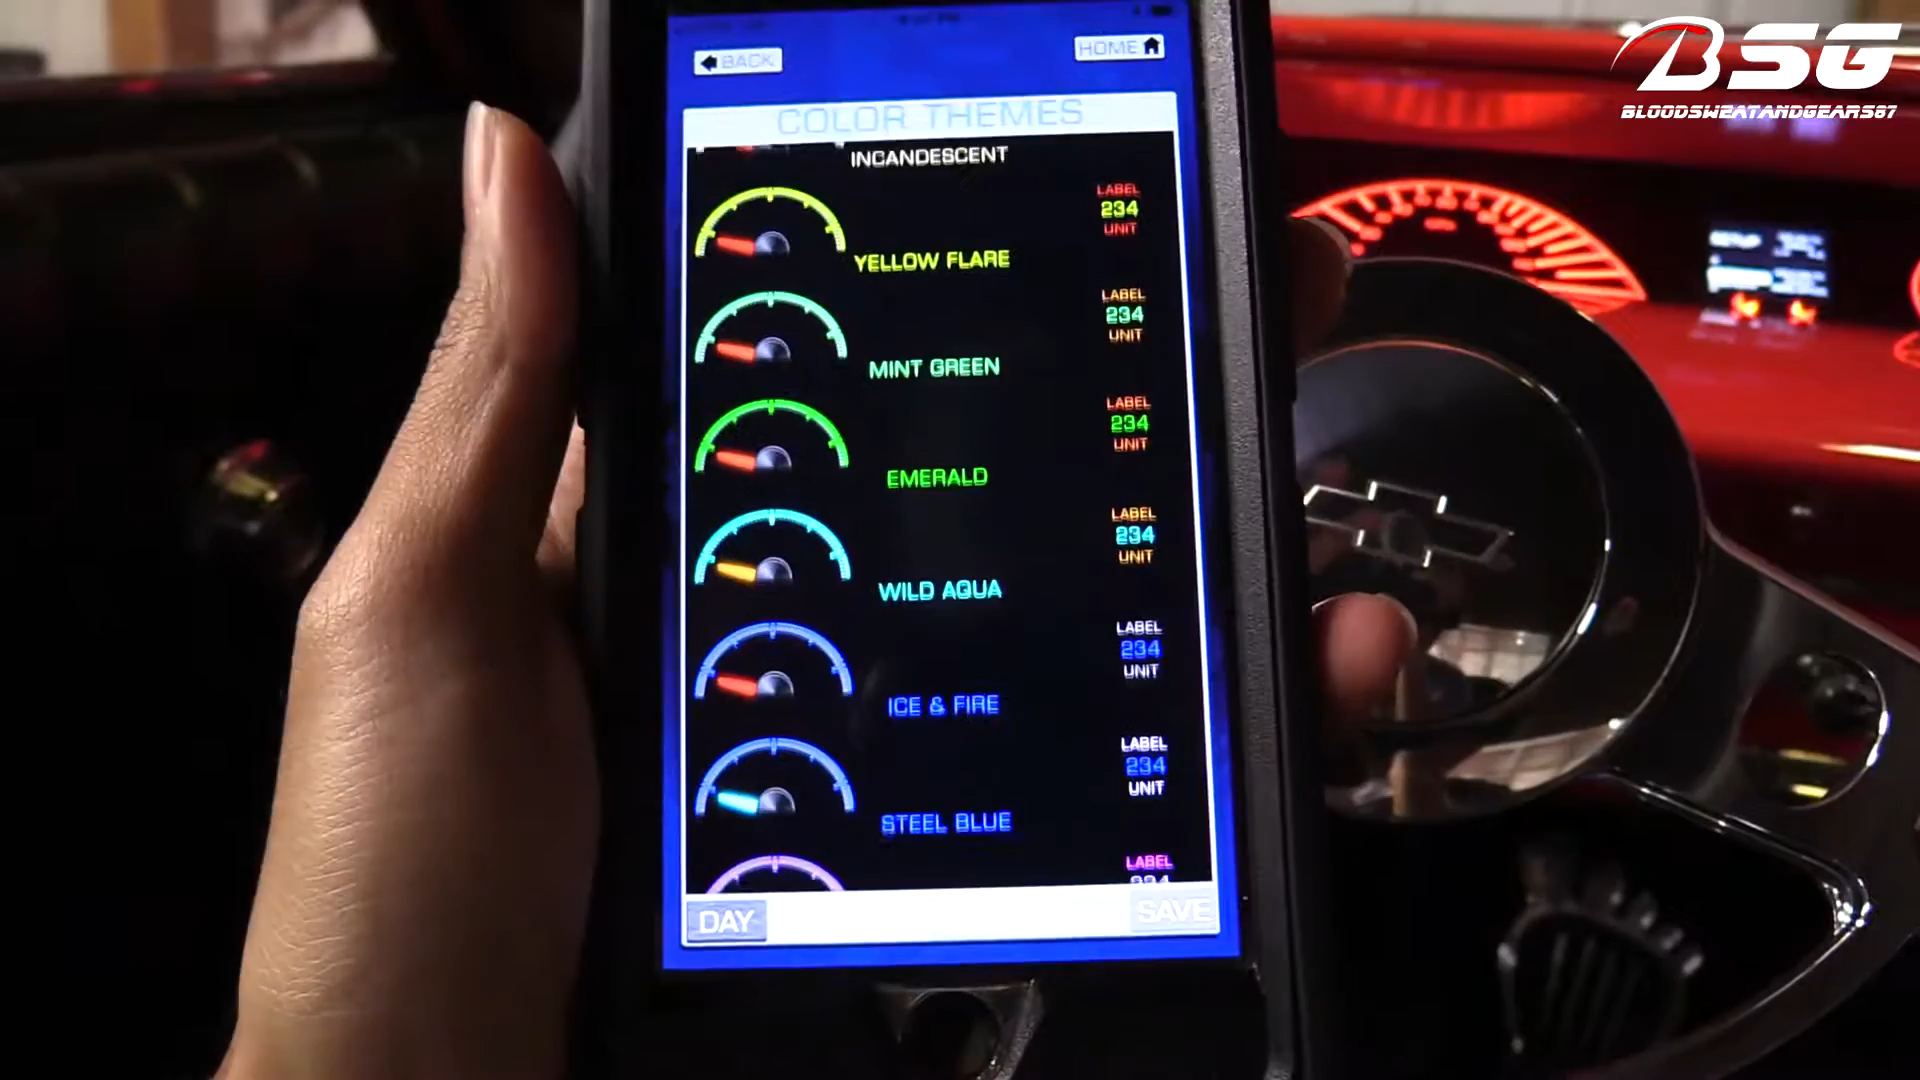 BACK
HOME
COLOR THEMES
INCANDESCENT
LABEL
234
UNIT
YELLOW FLARE
LABEL
234
UNIT
MINT GREEN
LABEL
234
UNIT
EMERALD
LABEL
234
UNIT
WILD AQUA
LABEL
234
UNIT
ICE & FIRE
LABEL
234
UNIT
STEEL BLUE
LABEL
234
DAY
SAVE
BSG
BLOODSWEATANDGEARS87